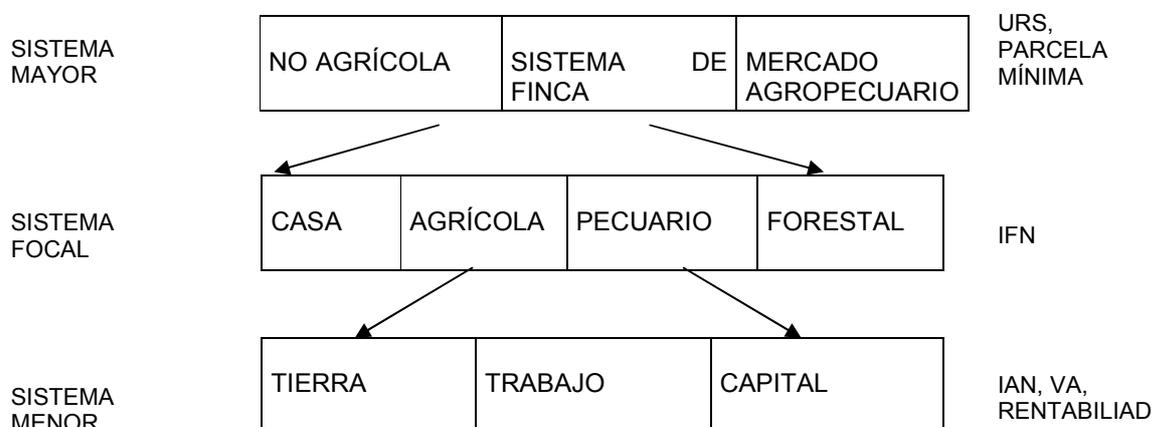 SISTEMA
MAYOR
NO AGRÍCOLA
SISTEMA DE
FINCA
MERCADO
AGROPECUARIO
URS,
PARCELA
MÍNIMA
SISTEMA
FOCAL
CASA
AGRÍCOLA
PECUARIO
FORESTAL
IFN
SISTEMA
MENOR
TIERRA
TRABAJO
CAPITAL
IAN, VA,
RENTABILIAD